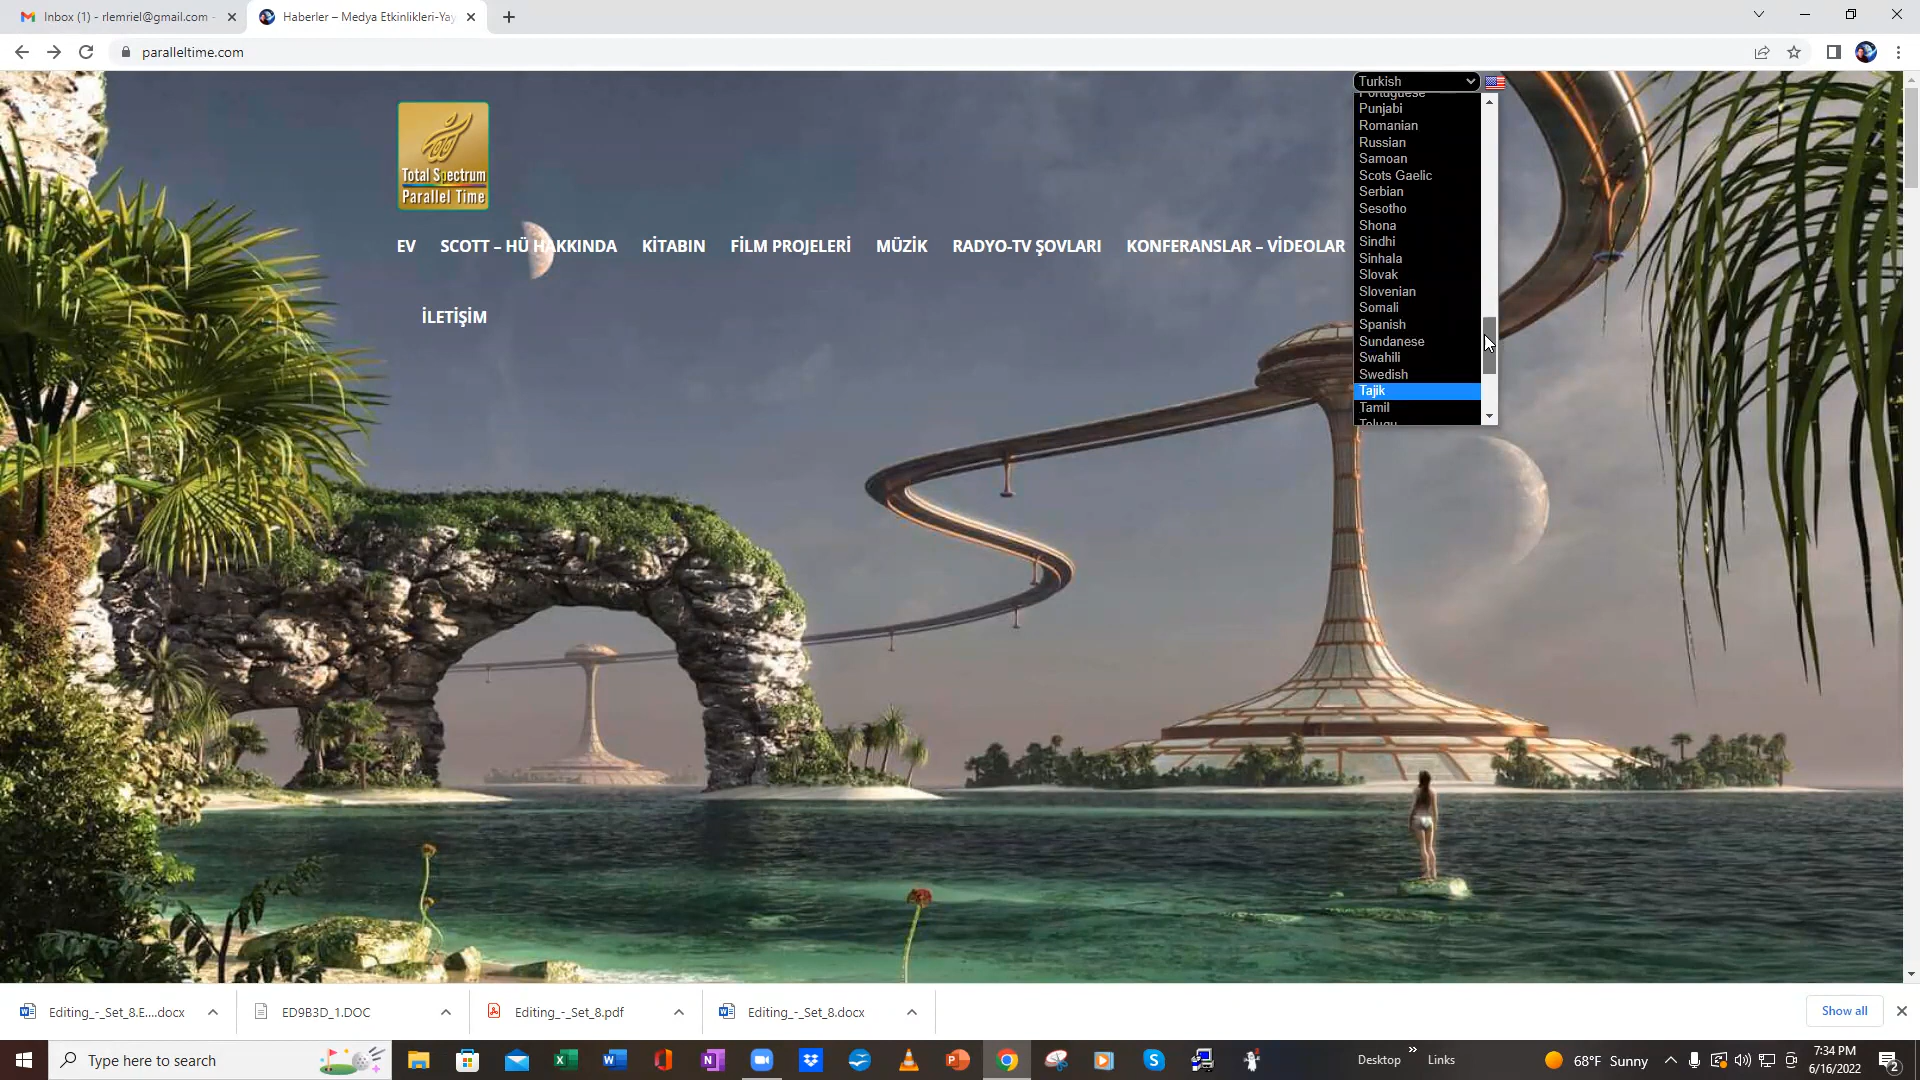 Inbox (1) - rlemriel@gmail.com -
Haberler – Medya Etkinlikleri-Yay
paralleltime.com
Turkish
Portuguese
Punjabi
Romanian
Russian
Samoan
Scots Gaelic
Serbian
Sesotho
Shona
Sindhi
Sinhala
Slovak
Slovenian
Somali
Spanish
Sundanese
Swahili
Swedish
Tajik
Tamil
Telugu
Total Spectrum
Parallel Time
EV
SCOTT – HÜ HAKKINDA
KİTABIN
FİLM PROJELERİ
MÜZİK
RADYO-TV ŞOVLARI
KONFERANSLAR – VİDEOLAR
İLETİŞİM
Editing_-_Set_8.E....docx
ED9B3D_1.DOC
Editing_-_Set_8.pdf
Editing_-_Set_8.docx
Show all
Type here to search
Desktop
Links
68°F Sunny
7:34 PM
6/16/2022
2